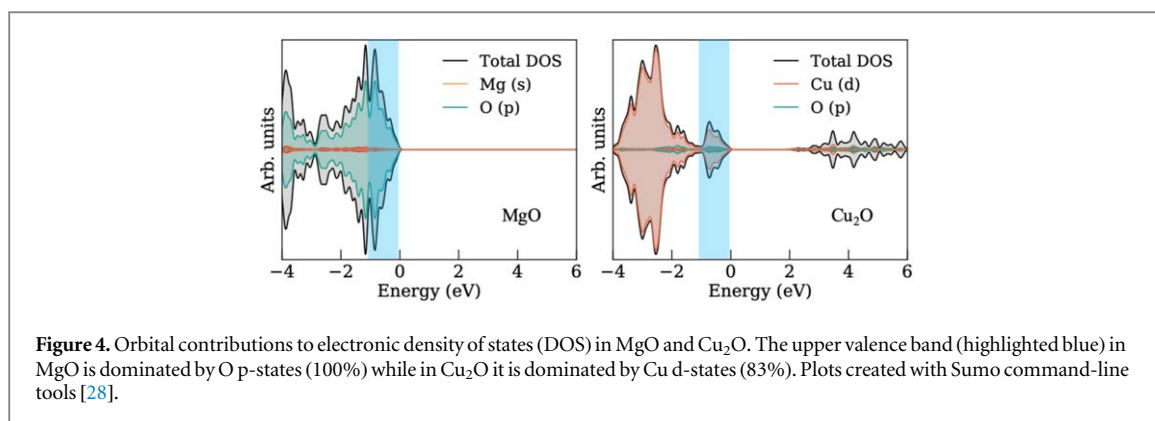 Arb. units
Total DOS
Mg (s)
O (p)
MgO
−4 −2 0 2 4 6
Energy (eV)
Arb. units
Total DOS
Cu (d)
O (p)
Cu₂O
−4 −2 0 2 4 6
Energy (eV)
Figure 4. Orbital contributions to electronic density of states (DOS) in MgO and Cu₂O. The upper valence band (highlighted blue) in
MgO is dominated by O p-states (100%) while in Cu₂O it is dominated by Cu d-states (83%). Plots created with Sumo command-line
tools [28].